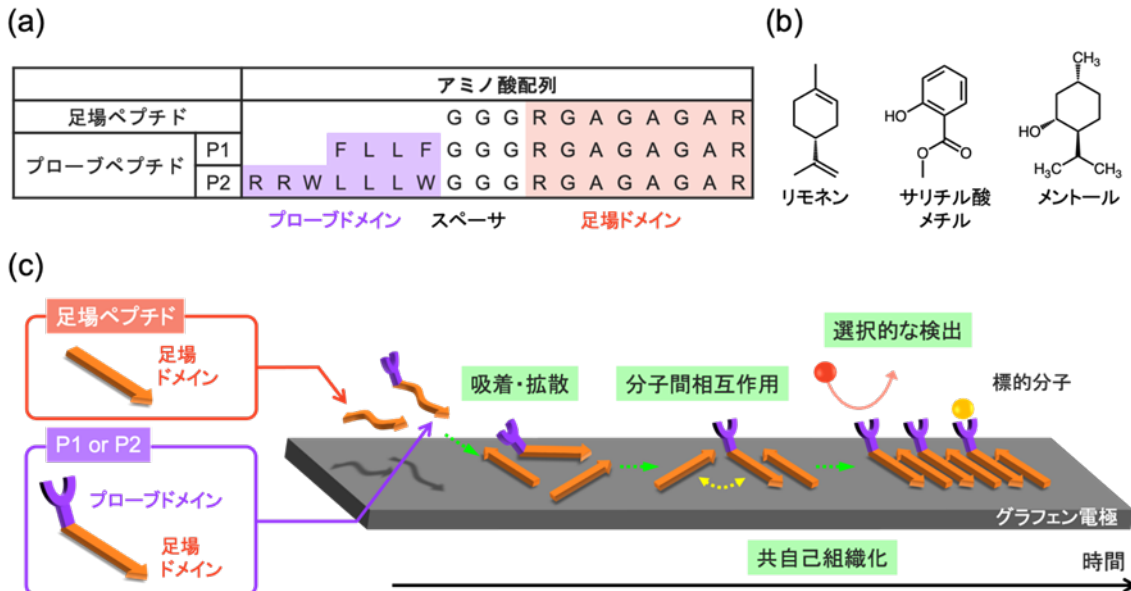 (a)
アミノ酸配列
足場ペプチド G G G R G A G A G A R
プローブペプチド P1 F L L F G G G R G A G A G A R
P2 R R W L L L W G G G R G A G A G A R
プローブドメイン スペーサ 足場ドメイン
(b)
CH₃
HO
HO
O
O
H₃C
CH₃
リモネン
サリチル酸
メチル
メントール
(c)
足場ペプチド
足場
ドメイン
P1 or P2
プローブドメイン
足場
ドメイン
吸着・拡散
分子間相互作用
選択的な検出
標的分子
グラフェン電極
共自己組織化
時間